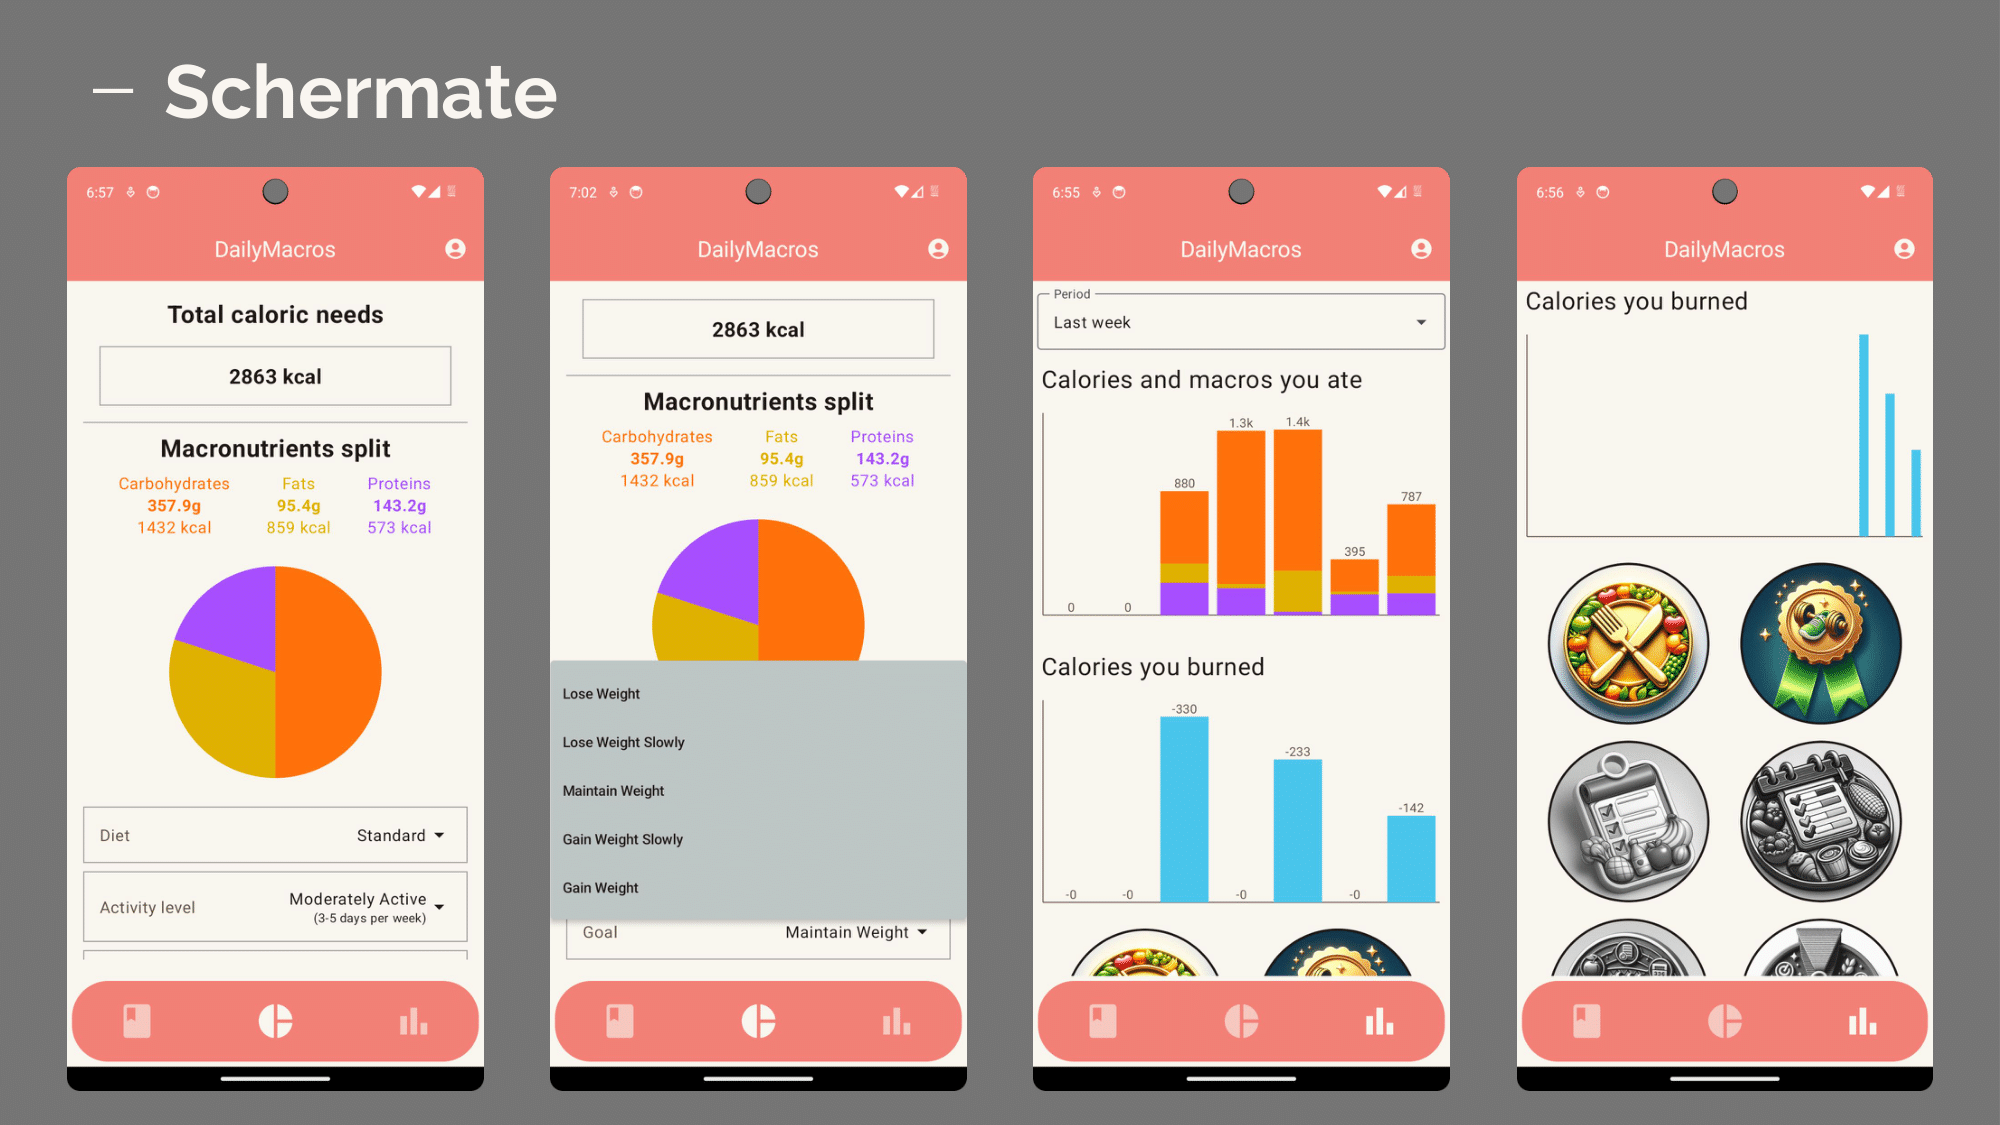 Schermate
6:57
DailyMacros
Total caloric needs
2863 kcal
Macronutrients split
Carbohydrates Fats Proteins
357.9g 95.4g 143.2g
1432 kcal 859 kcal 573 kcal
Diet Standard
Activity level Moderately Active
(3-5 days per week)
7:02
DailyMacros
2863 kcal
Macronutrients split
Carbohydrates Fats Proteins
357.9g 95.4g 143.2g
1432 kcal 859 kcal 573 kcal
Lose Weight
Lose Weight Slowly
Maintain Weight
Gain Weight Slowly
Gain Weight
Goal Maintain Weight
6:55
DailyMacros
Period
Last week
Calories and macros you ate
0 0 880 1.3k 1.4k 395 787
Calories you burned
-0 -0 -330 -0 -233 -0 -142
6:56
DailyMacros
Calories you burned